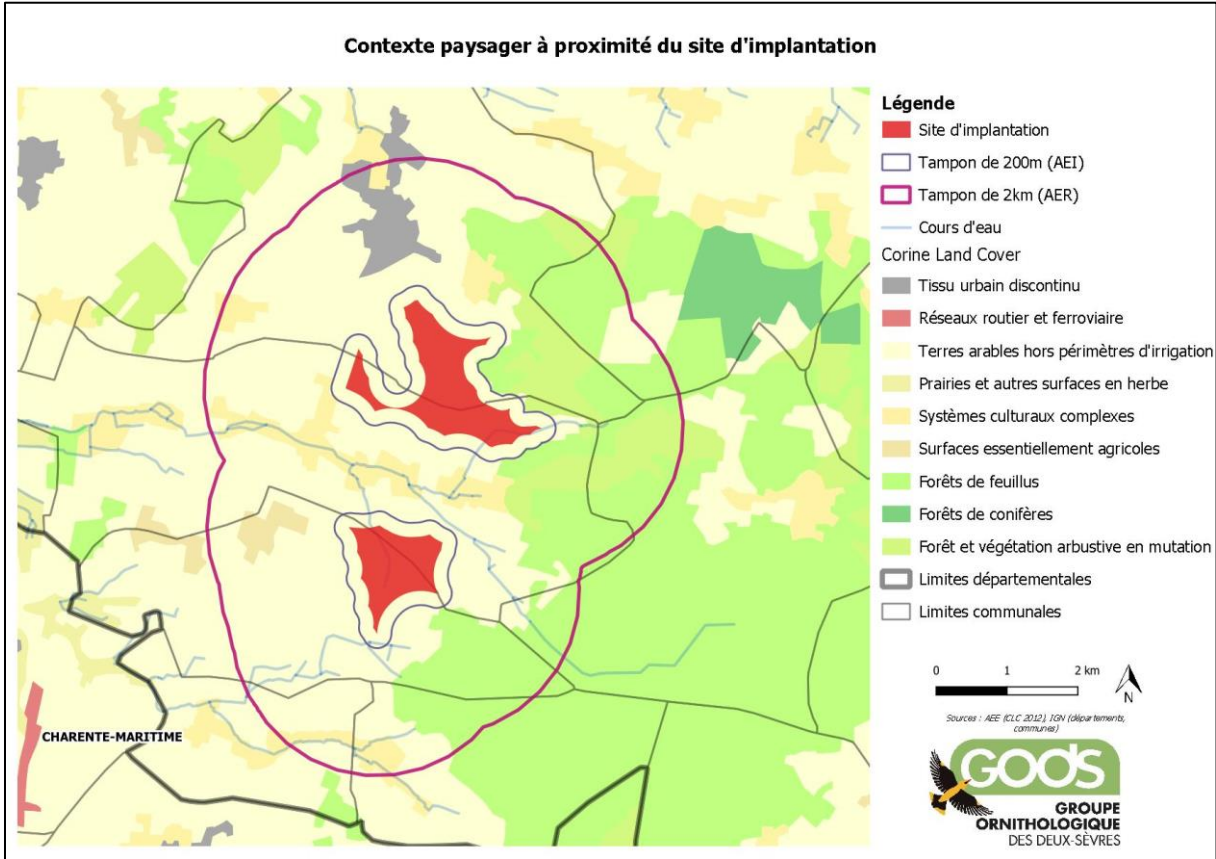 Contexte paysager à proximité du site d'implantation
Légende
Site d'implantation
Tampon de 200m (AEI)
Tampon de 2km (AER)
Cours d'eau
Corine Land Cover
Tissu urbain discontinu
Réseaux routier et ferroviaire
Terres arables hors périmètres d'irrigation
Prairies et autres surfaces en herbe
Systèmes culturaux complexes
Surfaces essentiellement agricoles
Forêts de feuillus
Forêts de conifères
Forêt et végétation arbustive en mutation
Limites départementales
Limites communales
0 1 2 km
N
Sources : AEE (CLC 2012), IGN (départements,
communes)
CHARENTE-MARITIME
GODS
GROUPE
ORNITHOLOGIQUE
DES DEUX-SÈVRES